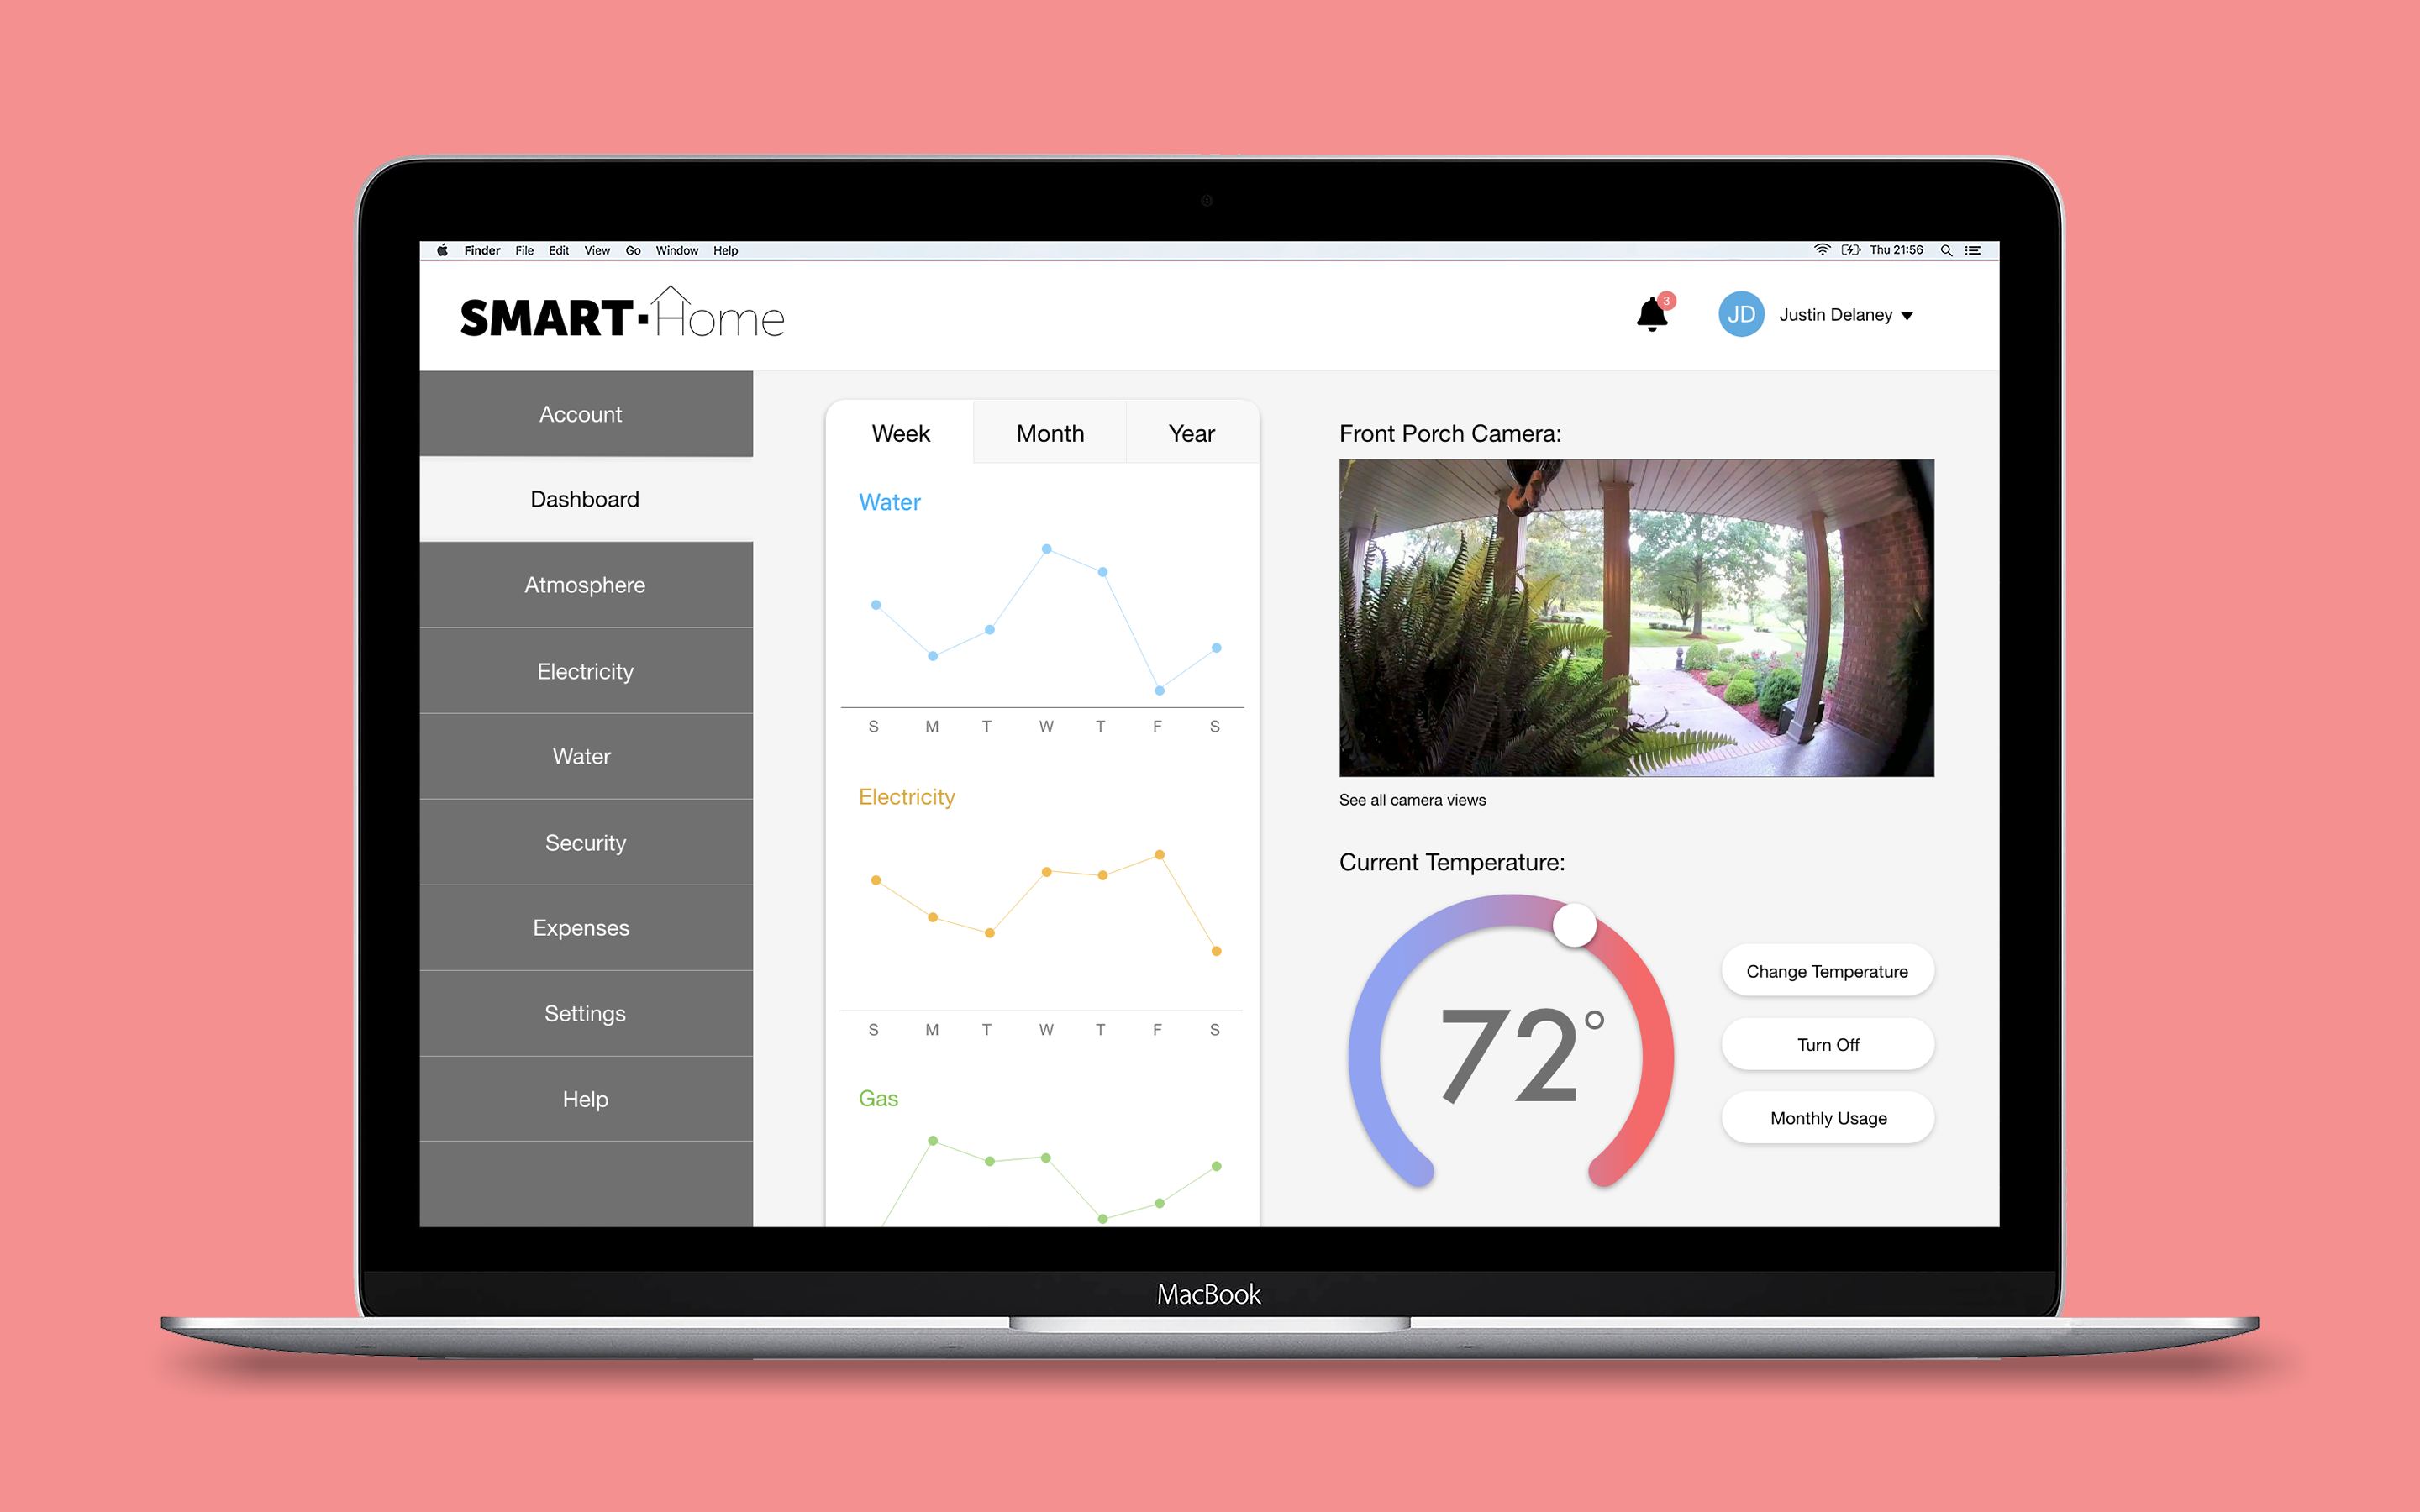 Finder File Edit View Go Window Help
Thu 21:56
SMART·Home
3
JD
Justin Delaney
Account
Dashboard
Atmosphere
Electricity
Water
Security
Expenses
Settings
Help
Week Month Year
Water
S M T W T F S
Electricity
S M T W T F S
Gas
Front Porch Camera:
See all camera views
Current Temperature:
72°
Change Temperature
Turn Off
Monthly Usage
MacBook